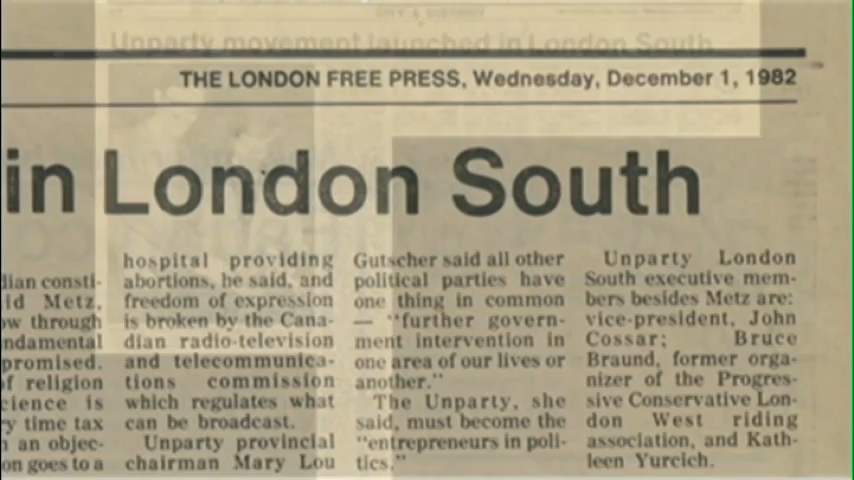 Unparty movement launched in London South
THE LONDON FREE PRESS, Wednesday, December 1, 1982
in London South
dian consti-
id Metz,
w through
ndamental
promised.
f religion
cience is
y time tax
an objec-
on goes to a
hospital providing
abortions, he said, and
freedom of expression
is broken by the Cana-
dian radio-television
and telecommunica-
tions commission
which regulates what
can be broadcast.
Unparty provincial
chairman Mary Lou
Gutscher said all other
political parties have
one thing in common
— "further govern-
ment intervention in
one area of our lives or
another."
The Unparty, she
said, must become the
"entrepreneurs in poli-
tics."
Unparty London
South executive mem-
bers besides Metz are:
vice-president, John
Cossar; Bruce
Braund, former orga-
nizer of the Progres-
sive Conservative Lon-
don West riding
association, and Kath-
leen Yurcich.